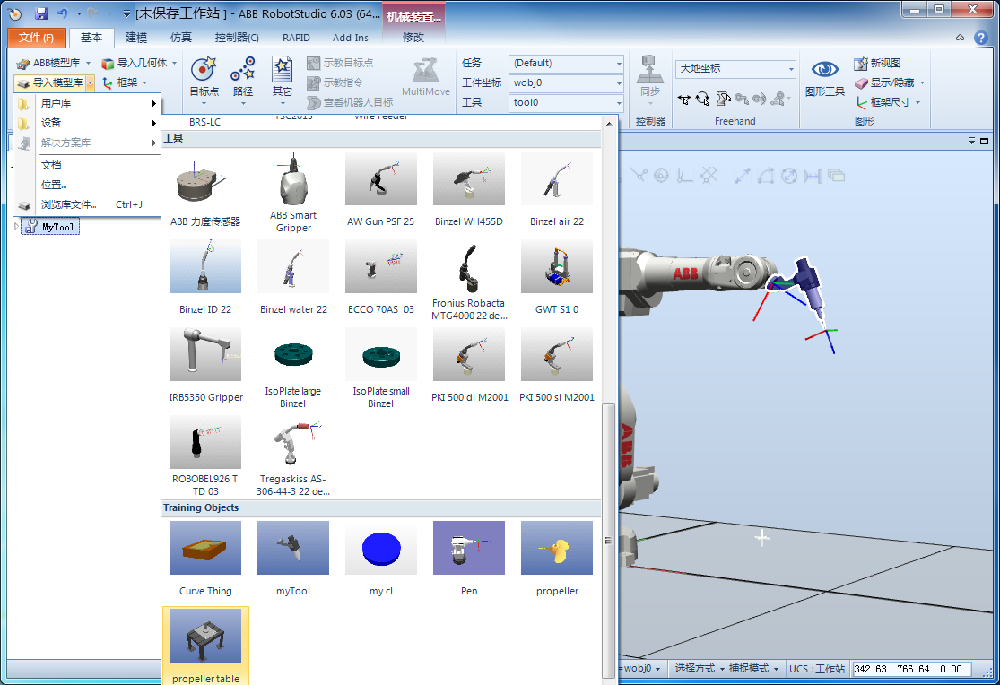 [未保存工作站 ] - ABB RobotStudio 6.03 (64...
机械装置...
文件 (F)
基本
建模
仿真
控制器(C)
RAPID
Add-Ins
修改
ABB模型库
导入几何体
导入模型库
框架
目标点
路径
其它
示教目标点
示教指令
查看机器人目标
MultiMove
任务
(Default)
工件坐标
wobj0
工具
tool0
同步
控制器
大地坐标
Freehand
图形工具
新视图
显示/隐藏
框架尺寸
图形
用户库
设备
解决方案库
文档
位置...
浏览库文件... Ctrl+J
MyTool
BRS-LC
TSC2013
Wire Feeder
工具
ABB 力度传感器
ABB Smart
Gripper
AW Gun PSF 25
Binzel WH455D
Binzel air 22
Binzel ID 22
Binzel water 22
ECCO 70AS 03
Fronius Robacta
MTG4000 22 de...
GWT S1 0
IRB5350 Gripper
IsoPlate large
Binzel
IsoPlate small
Binzel
PKI 500 di M2001
PKI 500 si M2001
ROBOBEL926 T
TD 03
Tregaskiss AS-
306-44-3 22 de...
Training Objects
Curve Thing
myTool
my cl
Pen
propeller
propeller table
ABB
ABB
=wobj0
选择方式
捕捉模式
UCS : 工作站
342.63 766.64 0.00